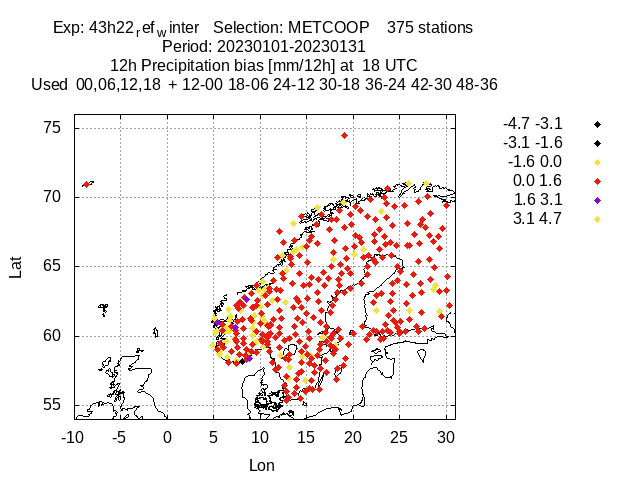 Exp: 43h22refwinter   Selection: METCOOP    375 stations
Period: 20230101-20230131
12h Precipitation bias [mm/12h] at  18 UTC
Used  00,06,12,18  + 12-00 18-06 24-12 30-18 36-24 42-30 48-36
-4.7 -3.1
-3.1 -1.6
-1.6 0.0
0.0 1.6
1.6 3.1
3.1 4.7
75
70
65
60
55
Lat
-10 -5 0 5 10 15 20 25 30
Lon